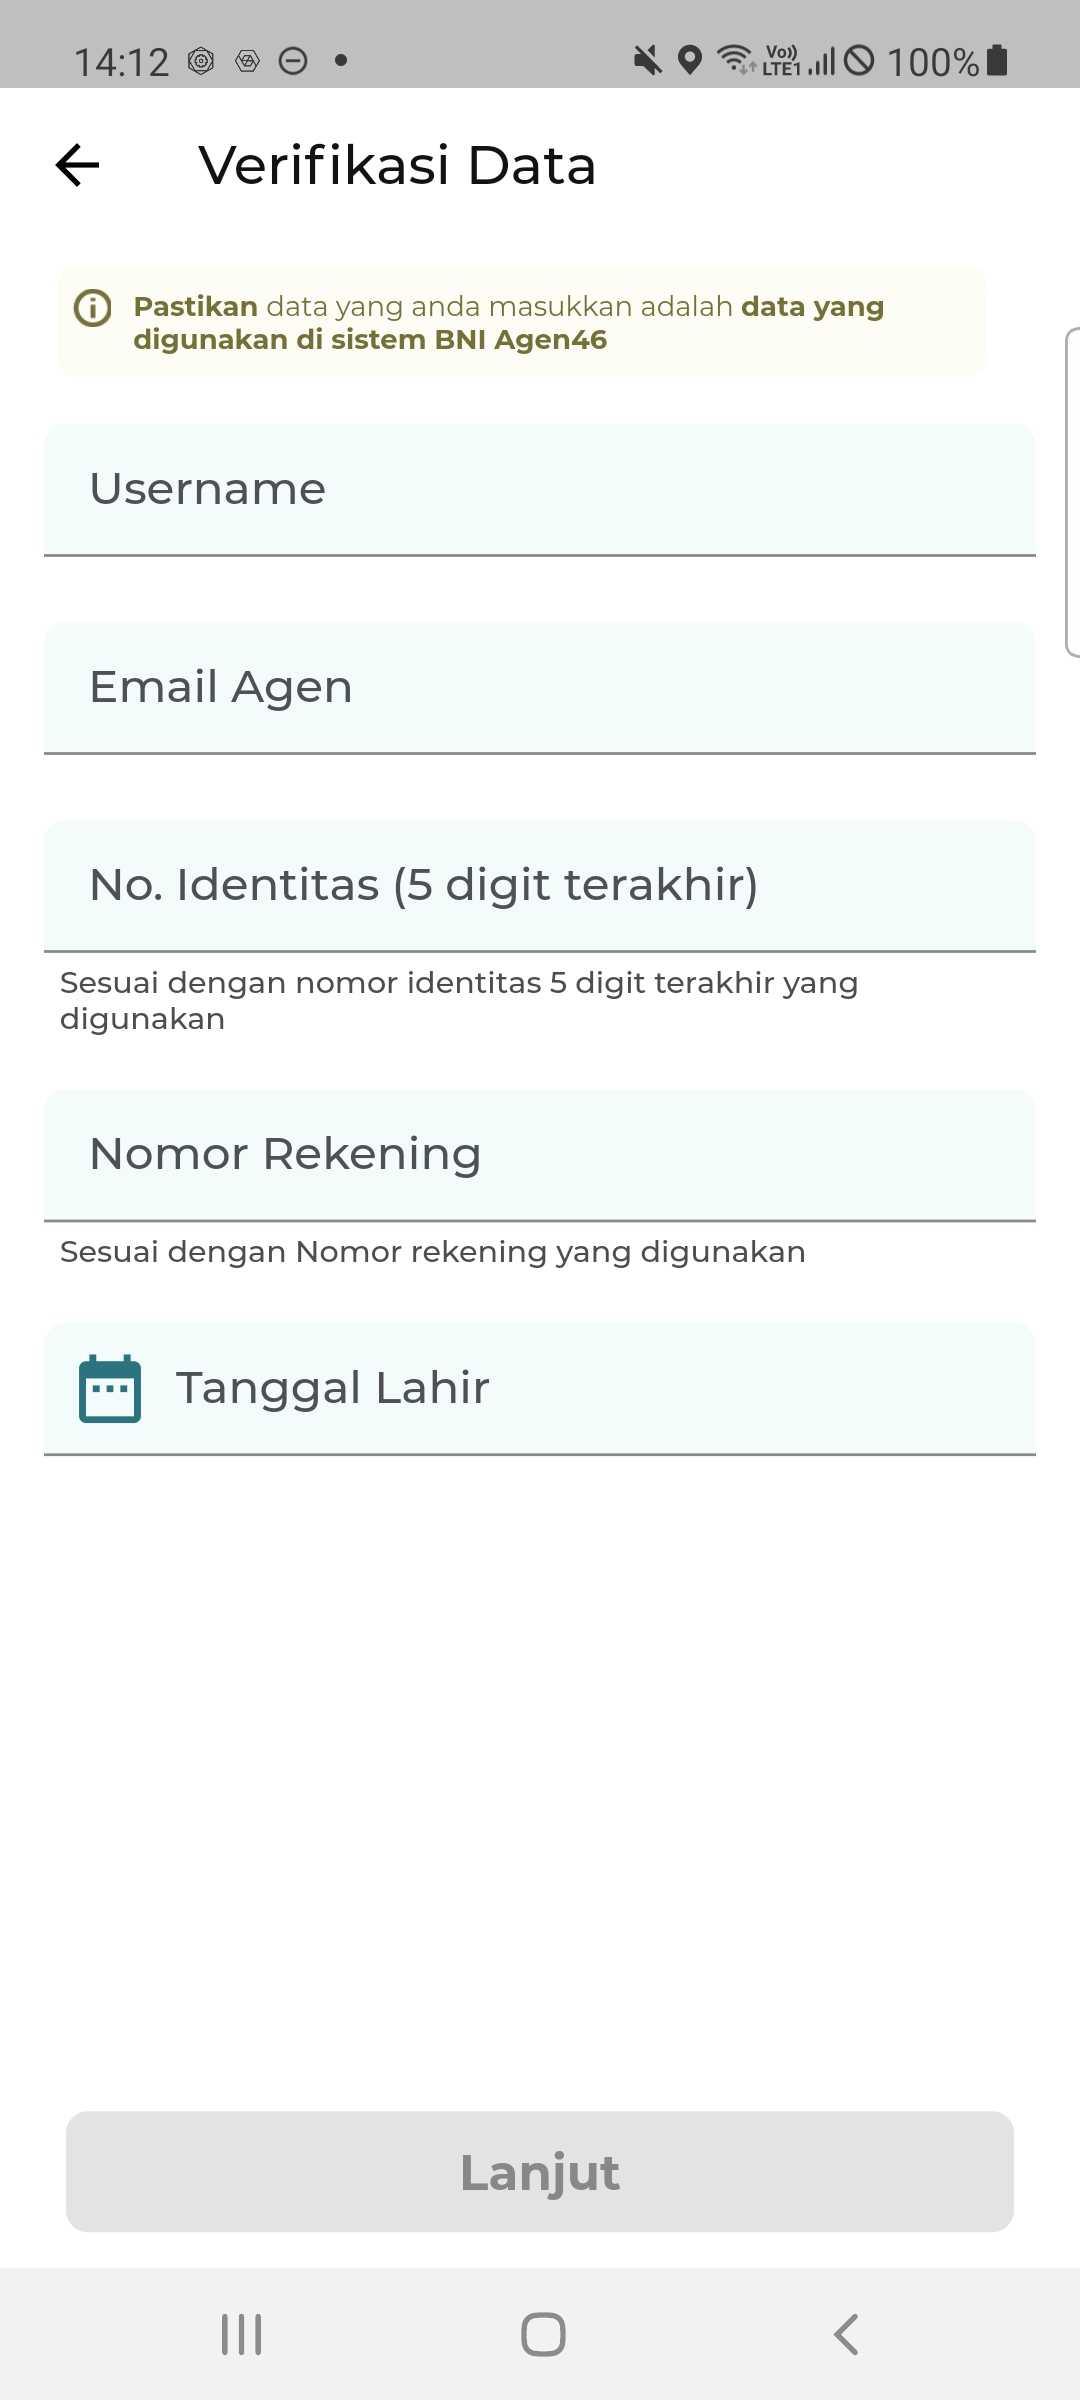 14:12
Vo)) LTE1 100%
Verifikasi Data
Pastikan data yang anda masukkan adalah data yang
digunakan di sistem BNI Agen46
Username
Email Agen
No. Identitas (5 digit terakhir)
Sesuai dengan nomor identitas 5 digit terakhir yang
digunakan
Nomor Rekening
Sesuai dengan Nomor rekening yang digunakan
Tanggal Lahir
Lanjut